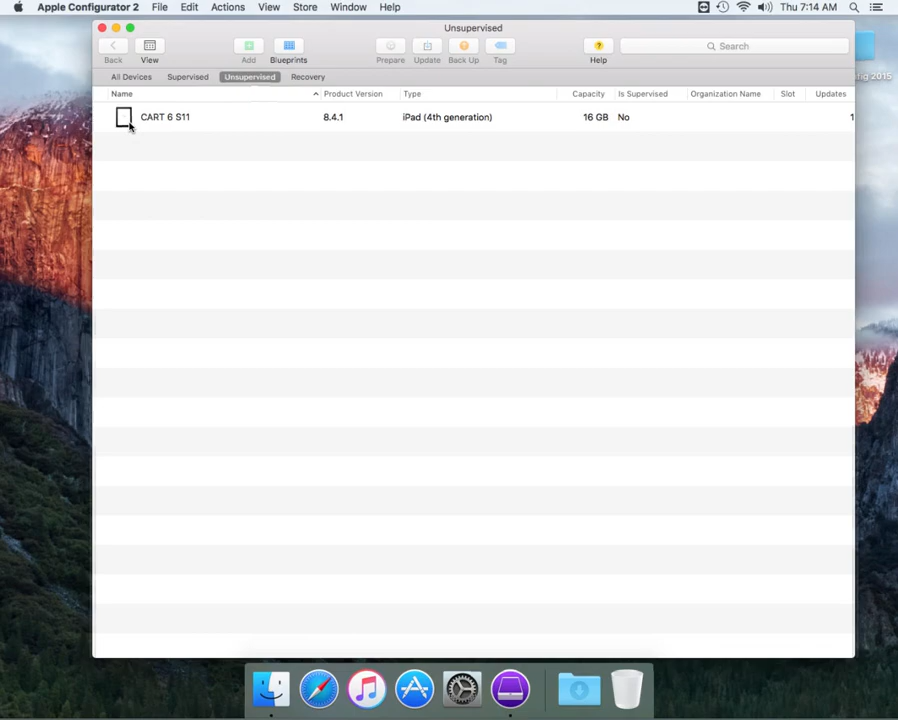 Apple Configurator 2 File Edit Actions View Store Window Help Thu 7:14 AM
Unsupervised
Back View Add Blueprints Prepare Update Back Up Tag Help Search
All Devices Supervised Unsupervised Recovery
Name Product Version Type Capacity Is Supervised Organization Name Slot Updates
CART 6 S11 8.4.1 iPad (4th generation) 16 GB No 1
2015